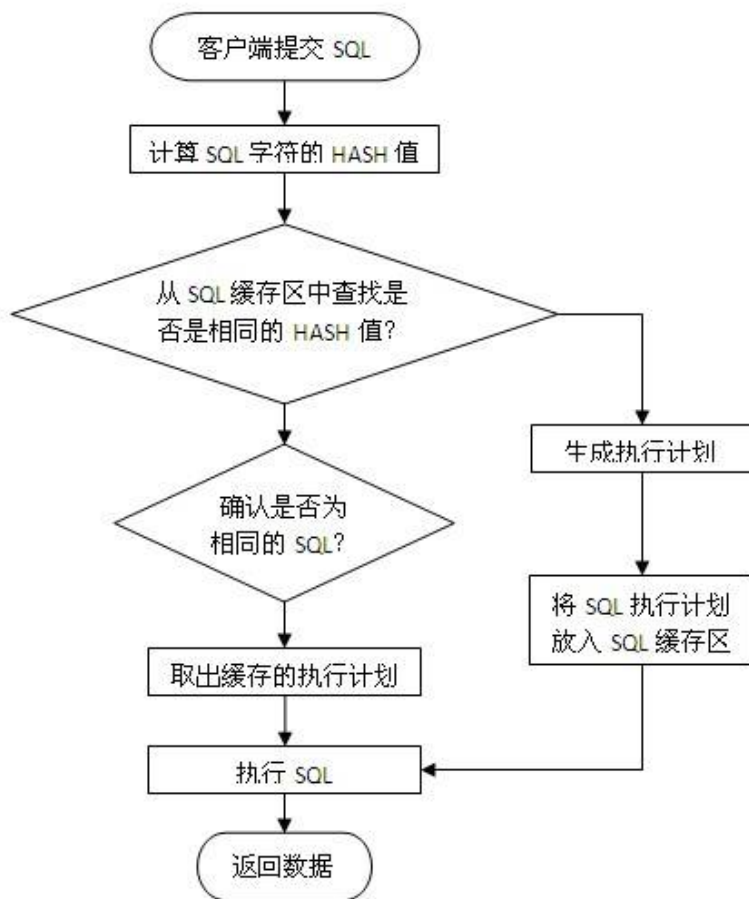 客户端提交 SQL
计算 SQL 字符的 HASH 值
从 SQL 缓存区中查找是
否是相同的 HASH 值?
生成执行计划
确认是否为
相同的 SQL?
将 SQL 执行计划
放入 SQL 缓存区
取出缓存的执行计划
执行 SQL
返回数据